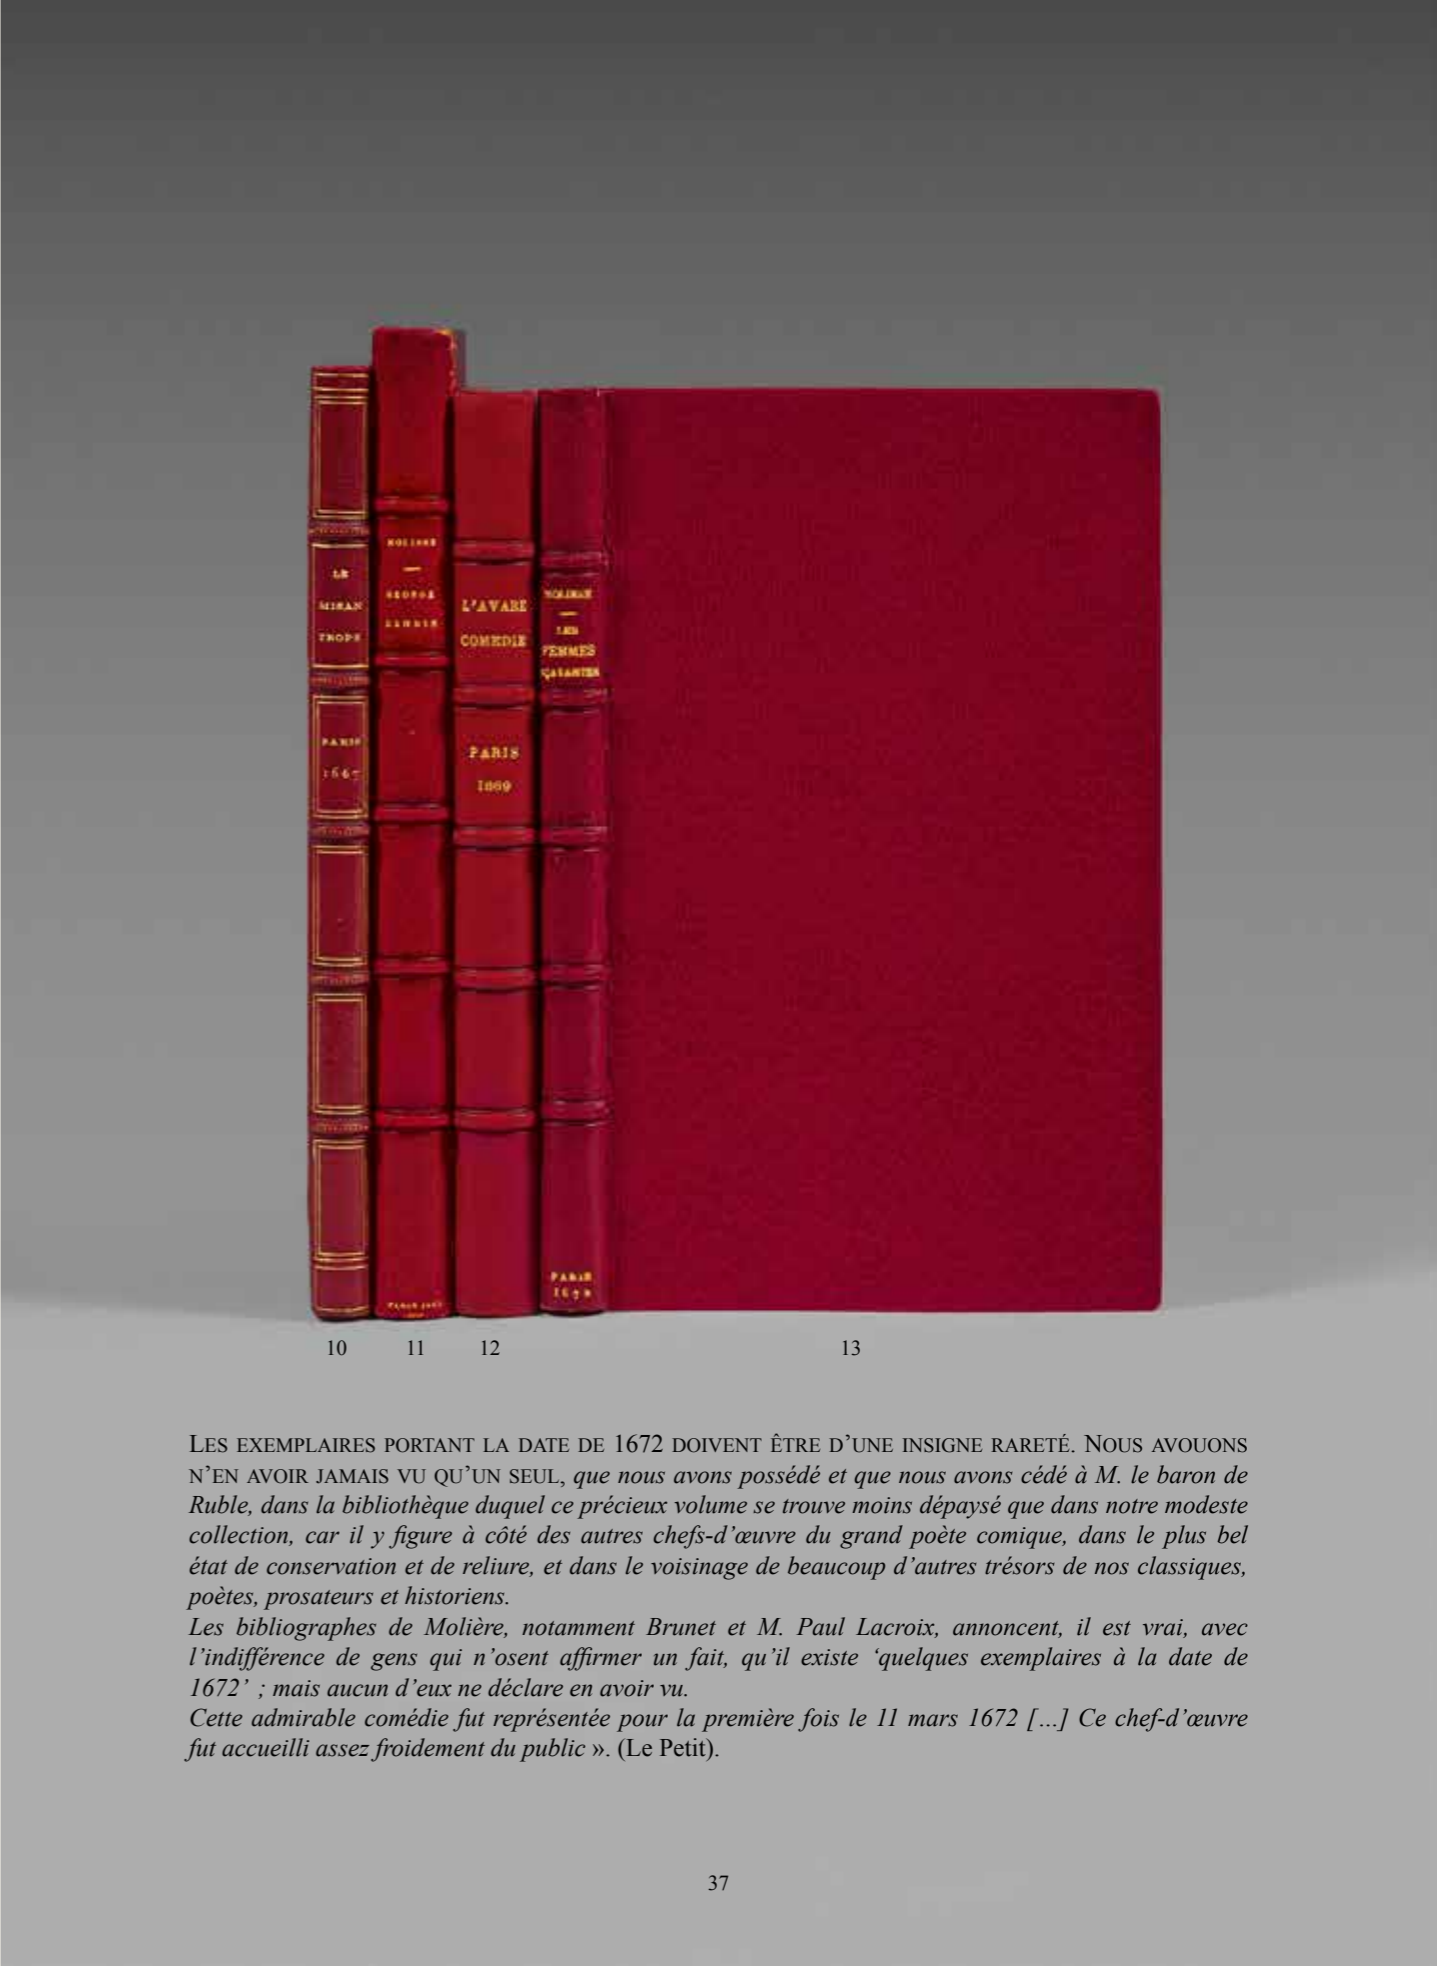 LE
MISAN
TROPE
PARIS
1667
MOLIERE
GEORGE
DANDIN
L'AVARE
COMEDIE
PARIS
1669
MOLIERE
LES
FEMMES
PARIS
1672
10 11 12 13
LES EXEMPLAIRES PORTANT LA DATE DE 1672 DOIVENT ÊTRE D’UNE INSIGNE RARETÉ. NOUS AVOUONS
N’EN AVOIR JAMAIS VU QU’UN SEUL, que nous avons possédé et que nous avons cédé à M. le baron de
Ruble, dans la bibliothèque duquel ce précieux volume se trouve moins dépaysé que dans notre modeste
collection, car il y figure à côté des autres chefs-d’œuvre du grand poète comique, dans le plus bel
état de conservation et de reliure, et dans le voisinage de beaucoup d’autres trésors de nos classiques,
poètes, prosateurs et historiens.
Les bibliographes de Molière, notamment Brunet et M. Paul Lacroix, annoncent, il est vrai, avec
l’indifférence de gens qui n’osent affirmer un fait, qu’il existe ‘quelques exemplaires à la date de
1672’ ; mais aucun d’eux ne déclare en avoir vu.
Cette admirable comédie fut représentée pour la première fois le 11 mars 1672 […] Ce chef-d’œuvre
fut accueilli assez froidement du public ». (Le Petit).
37